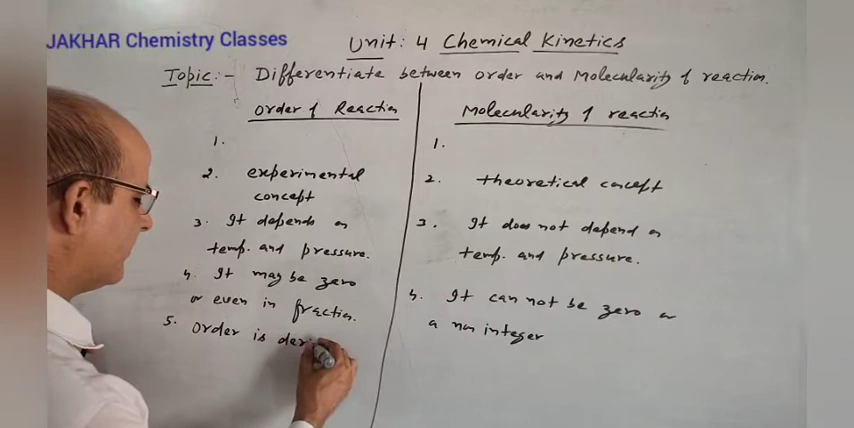 JAKHAR Chemistry Classes
Unit: 4 Chemical Kinetics
Topic:- Differentiate between order and Molecularity of reaction.
Order of Reaction
1.
2. experimental
concept
3. It depends on
temp. and pressure.
4. It may be zero
or even in fraction.
5. Order is der
Molecularity of reaction
1.
2. theoretical concept
3. It does not depend on
temp. and pressure.
4. It can not be zero or
a non integer